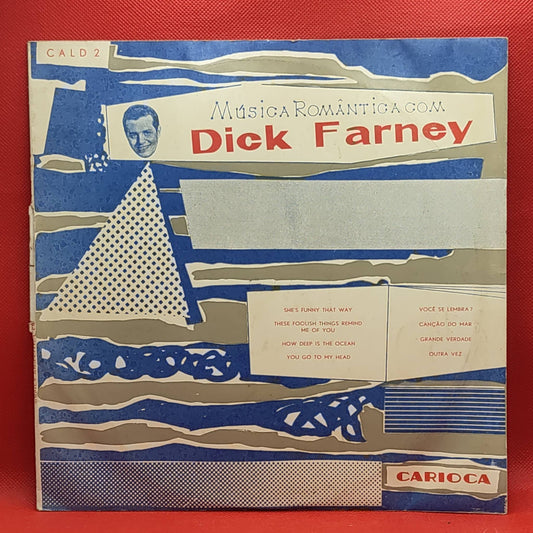 CALD 2
MÚSICA ROMÂNTICA COM
Dick Farney
SHE'S FUNNY THAT WAY
THESE FOOLISH THINGS REMIND
ME OF YOU
HOW DEEP IS THE OCEAN
YOU GO TO MY HEAD
VOCÊ SE LEMBRA?
CANÇÃO DO MAR
GRANDE VERDADE
OUTRA VEZ
CARIOCA